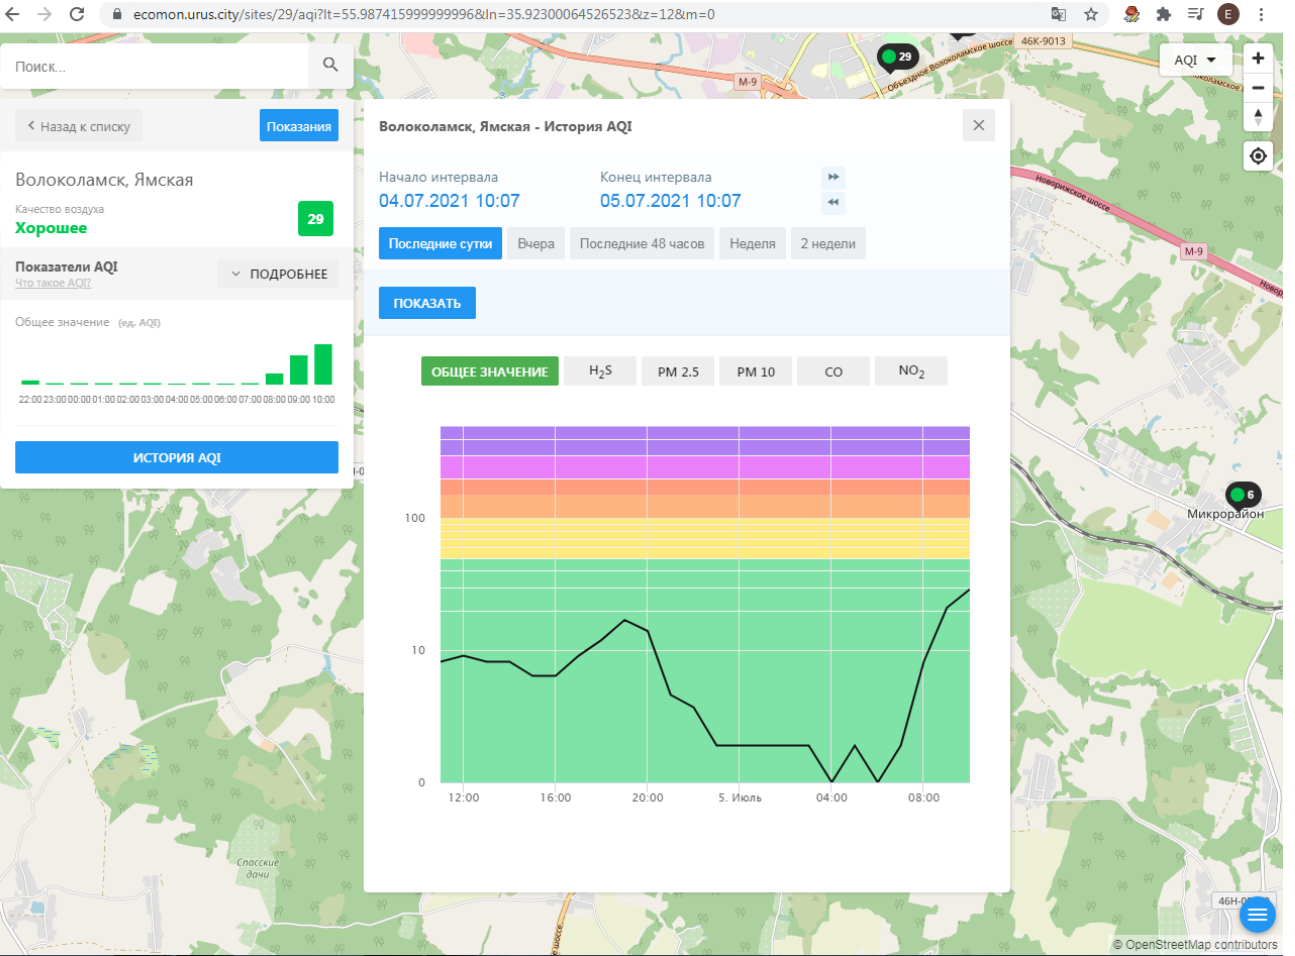 ecomon.urus.city/sites/29/aqi?lt=55.987415999999996&ln=35.92300064526523&z=12&m=0
E
Поиск...
46К-9013
29
Объездное Волоколамское шоссе
М-9
AQI
Назад к списку
Показания
Волоколамск, Ямская
Качество воздуха
Хорошее
29
Показатели AQI
Что такое AQI?
ПОДРОБНЕЕ
Общее значение (ед. AQI)
22:00 23:00 00:00 01:00 02:00 03:00 04:00 05:00 06:00 07:00 08:00 09:00 10:00
ИСТОРИЯ AQI
Волоколамск, Ямская - История AQI
Начало интервала
Конец интервала
04.07.2021 10:07
05.07.2021 10:07
Последние сутки
Вчера
Последние 48 часов
Неделя
2 недели
ПОКАЗАТЬ
ОБЩЕЕ ЗНАЧЕНИЕ
H2S
PM 2.5
PM 10
CO
NO2
100
10
0
12:00
16:00
20:00
5. Июль
04:00
08:00
Новорижское шоссе
М-9
6
Микрорайон
Спасские
дачи
© OpenStreetMap contributors